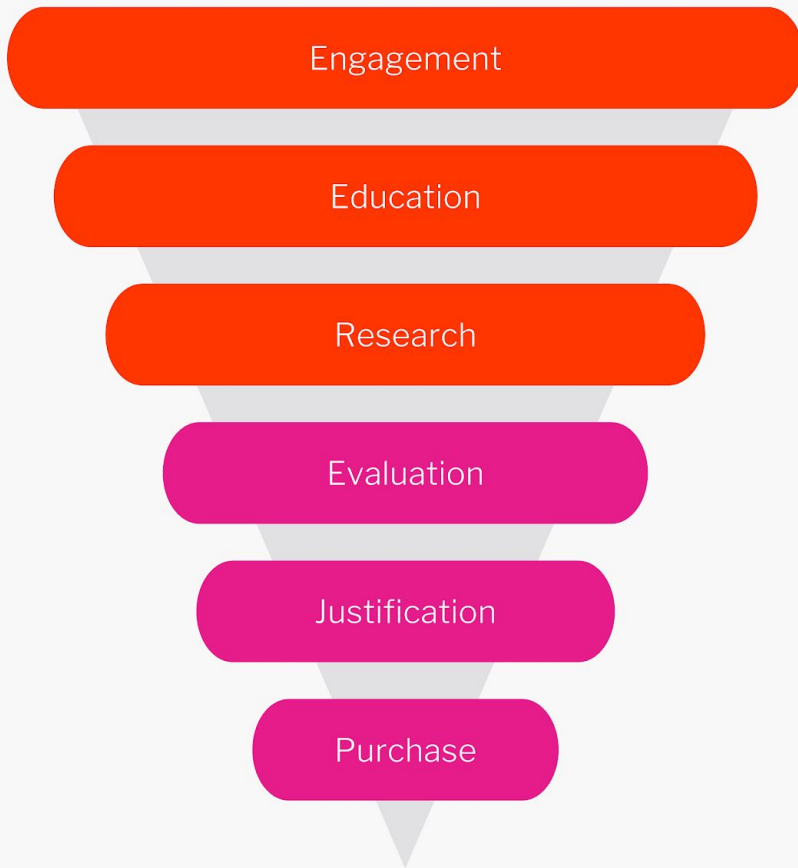 Engagement
Education
Research
Evaluation
Justification
Purchase